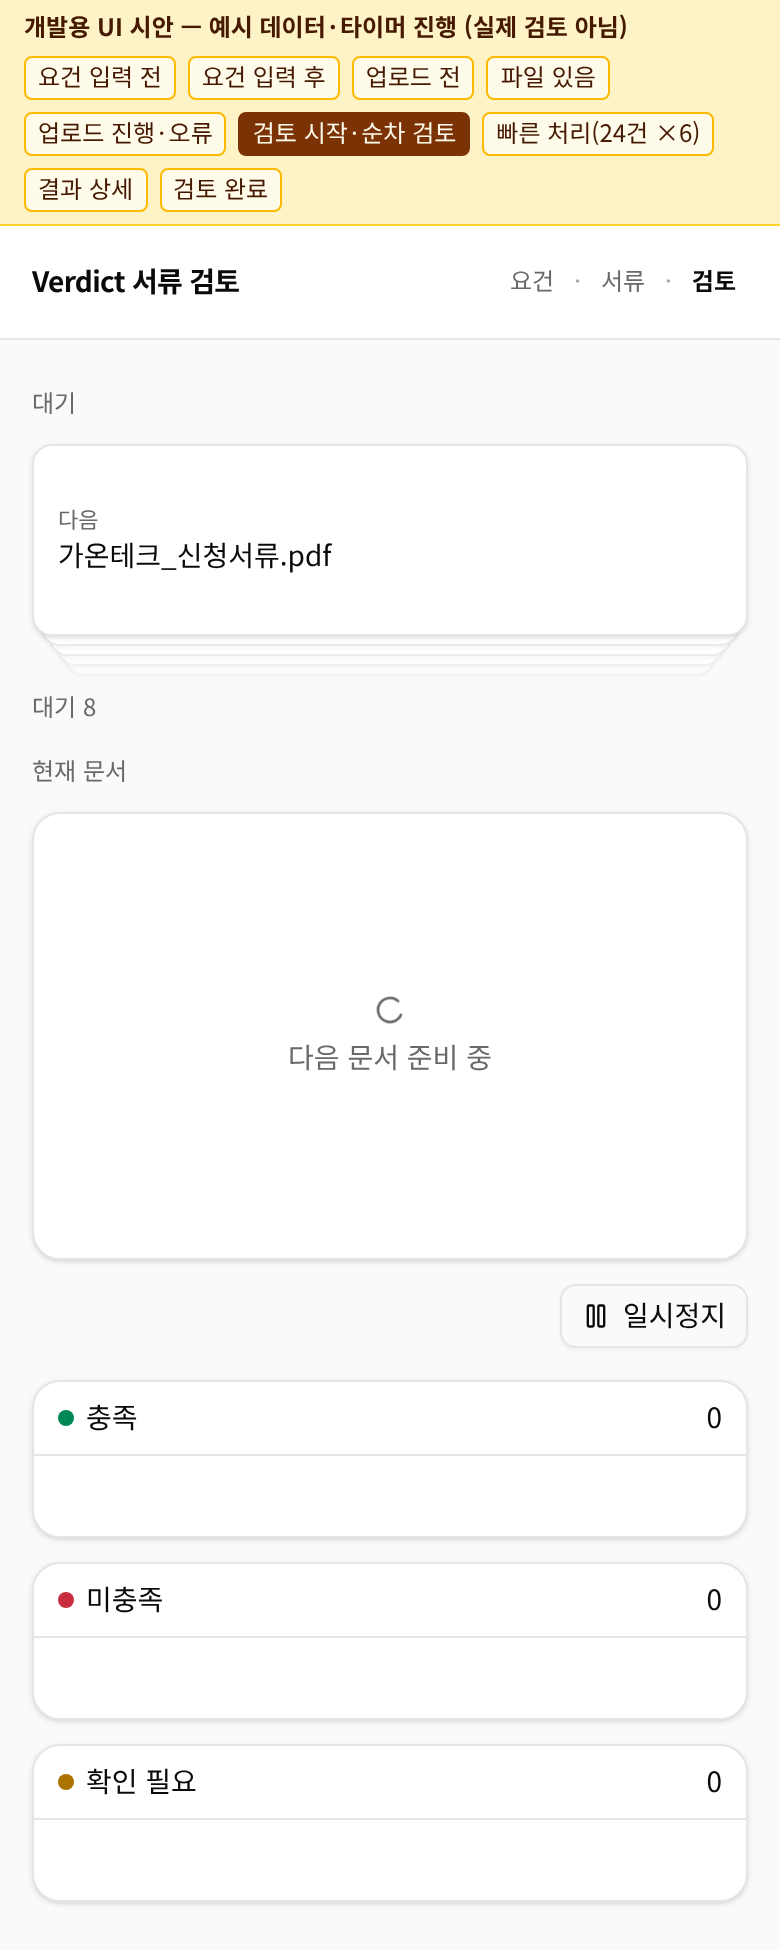 개발용 UI 시안 — 예시 데이터·타이머 진행 (실제 검토 아님)
요건 입력 전 요건 입력 후 업로드 전 파일 있음
업로드 진행·오류 검토 시작·순차 검토 빠른 처리(24건 ×6)
결과 상세 검토 완료
Verdict 서류 검토 요건 · 서류 · 검토
대기
다음
가온테크_신청서류.pdf
대기 8
현재 문서
다음 문서 준비 중
일시정지
충족 0
미충족 0
확인 필요 0